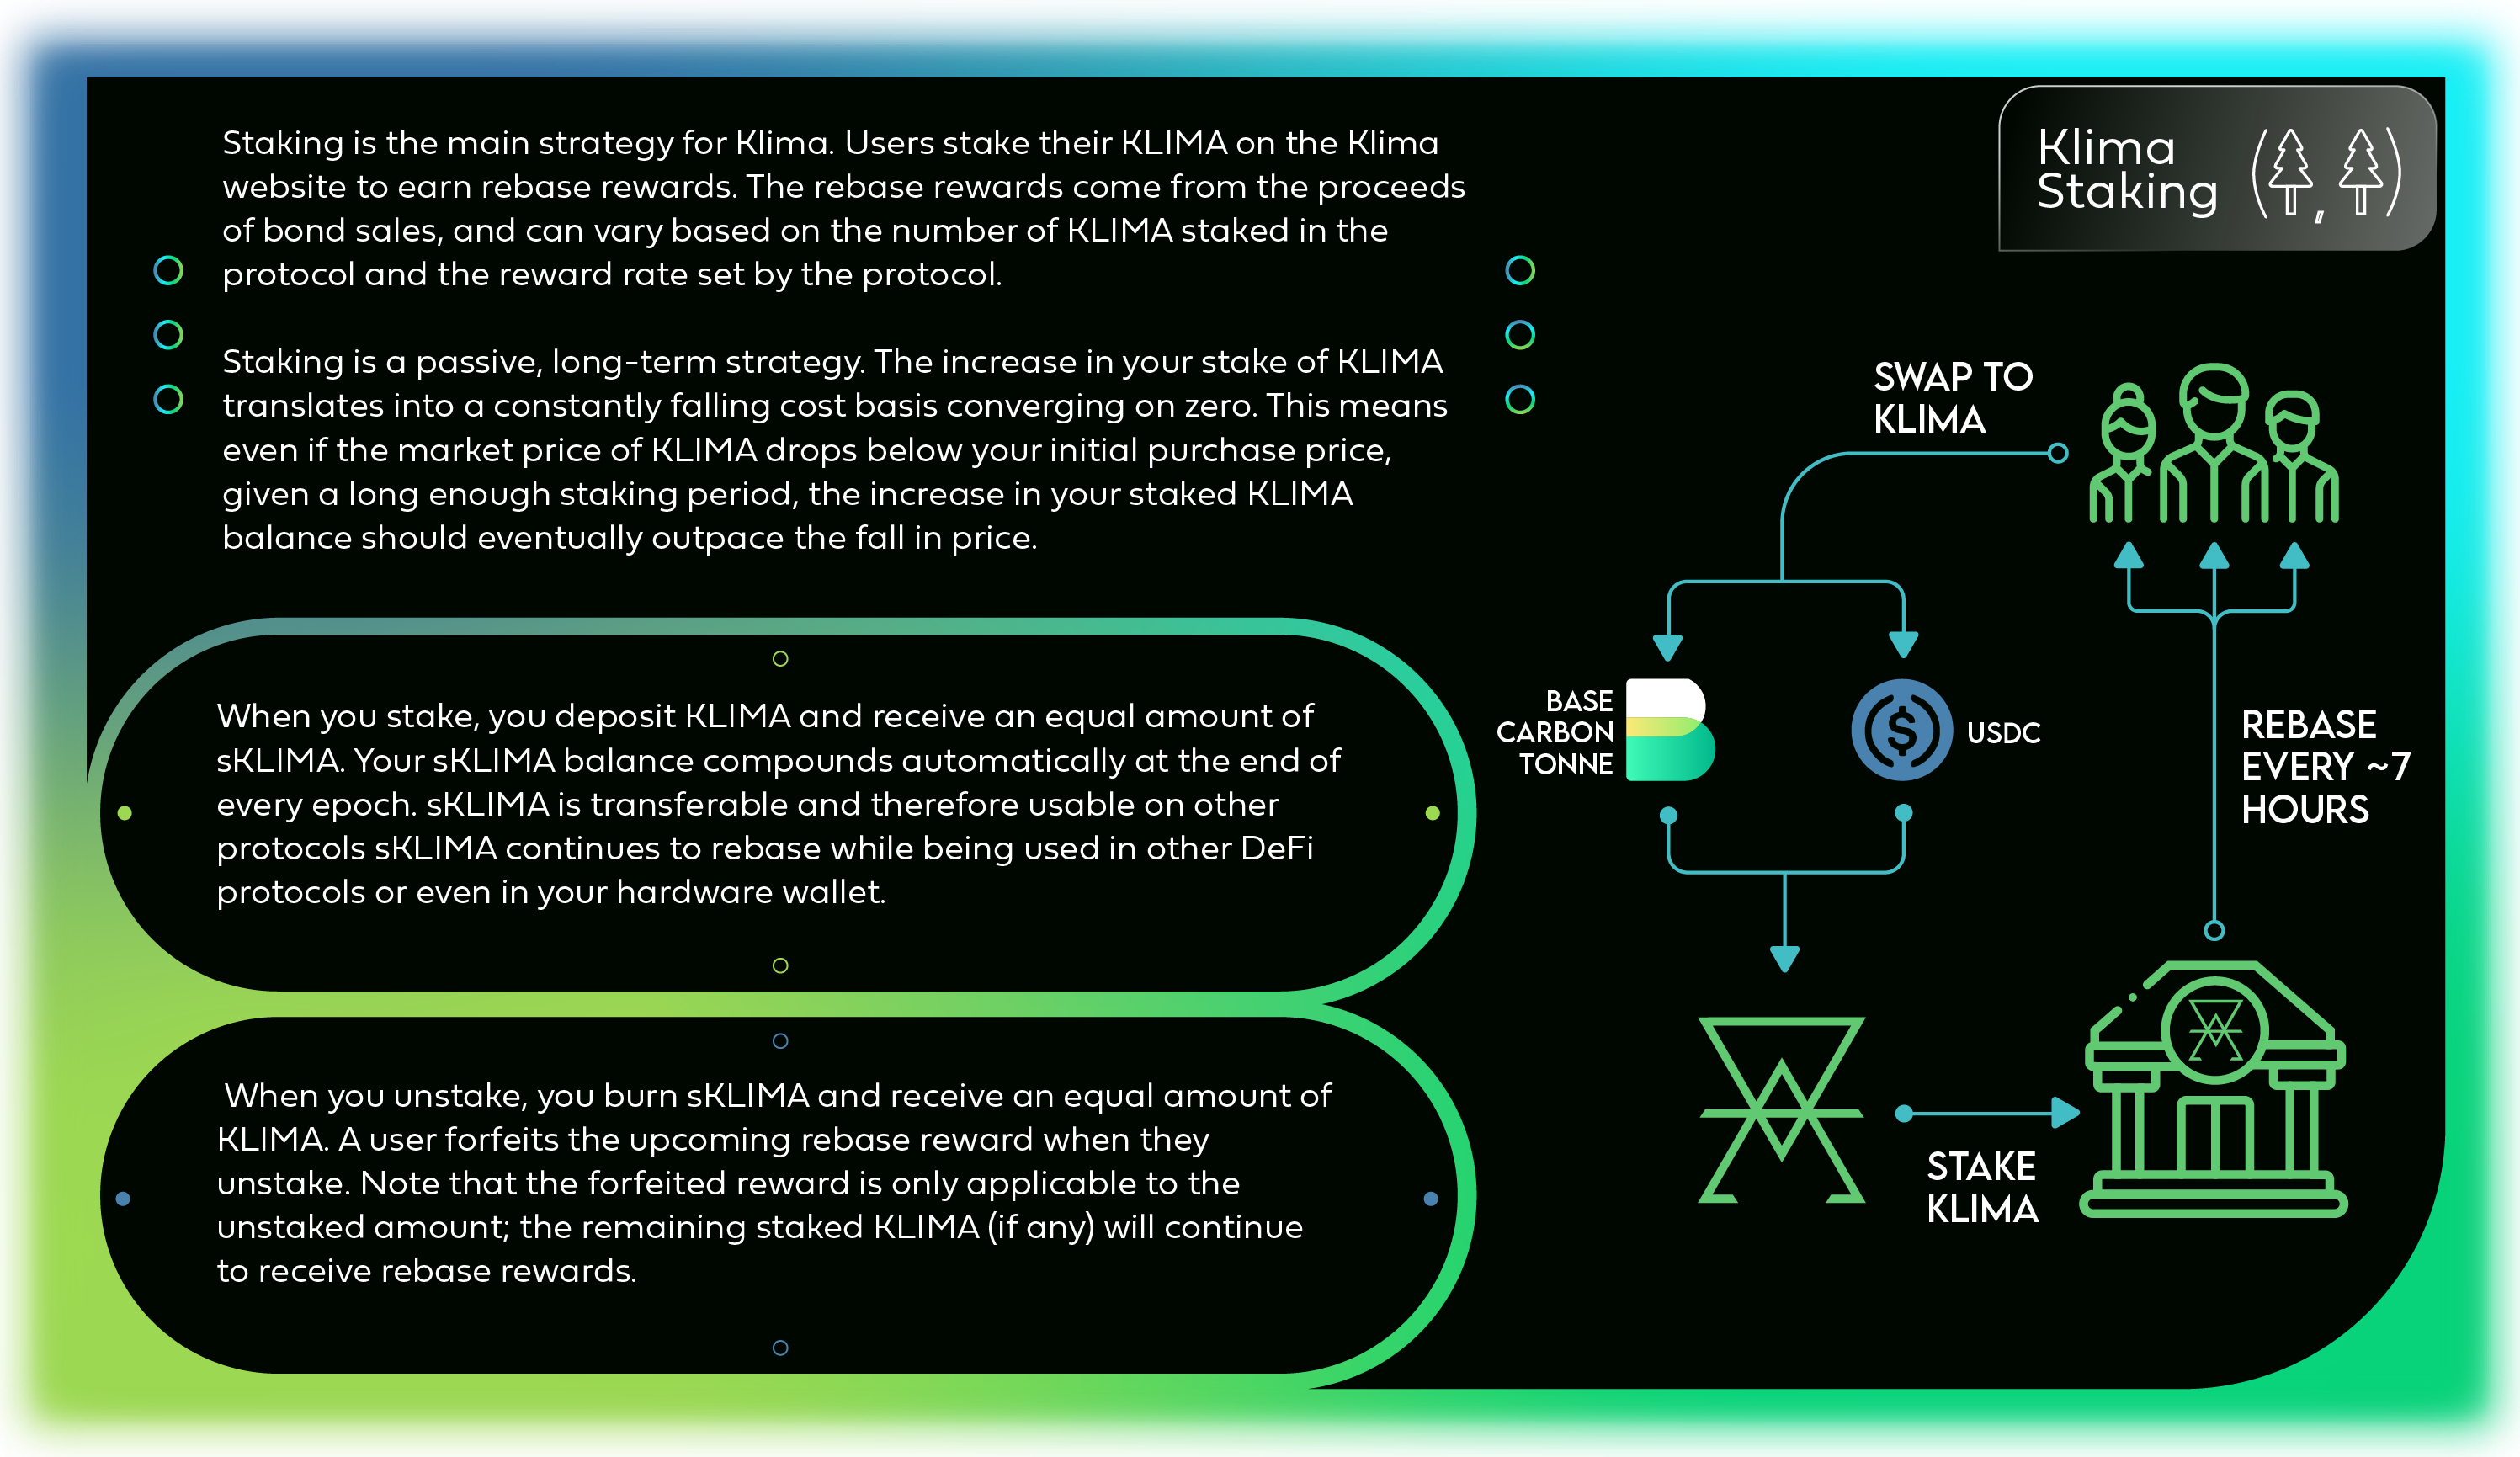 Staking is the main strategy for Klima. Users stake their KLIMA on the Klima
website to earn rebase rewards. The rebase rewards come from the proceeds
of bond sales, and can vary based on the number of KLIMA staked in the
protocol and the reward rate set by the protocol.
Staking is a passive, long-term strategy. The increase in your stake of KLIMA
translates into a constantly falling cost basis converging on zero. This means
even if the market price of KLIMA drops below your initial purchase price,
given a long enough staking period, the increase in your staked KLIMA
balance should eventually outpace the fall in price.
When you stake, you deposit KLIMA and receive an equal amount of
sKLIMA. Your sKLIMA balance compounds automatically at the end of
every epoch. sKLIMA is transferable and therefore usable on other
protocols sKLIMA continues to rebase while being used in other DeFi
protocols or even in your hardware wallet.
When you unstake, you burn sKLIMA and receive an equal amount of
KLIMA. A user forfeits the upcoming rebase reward when they
unstake. Note that the forfeited reward is only applicable to the
unstaked amount; the remaining staked KLIMA (if any) will continue
to receive rebase rewards.
Klima
Staking
SWAP TO
KLIMA
BASE
CARBON
TONNE
USDC
REBASE
EVERY ~7
HOURS
STAKE
KLIMA